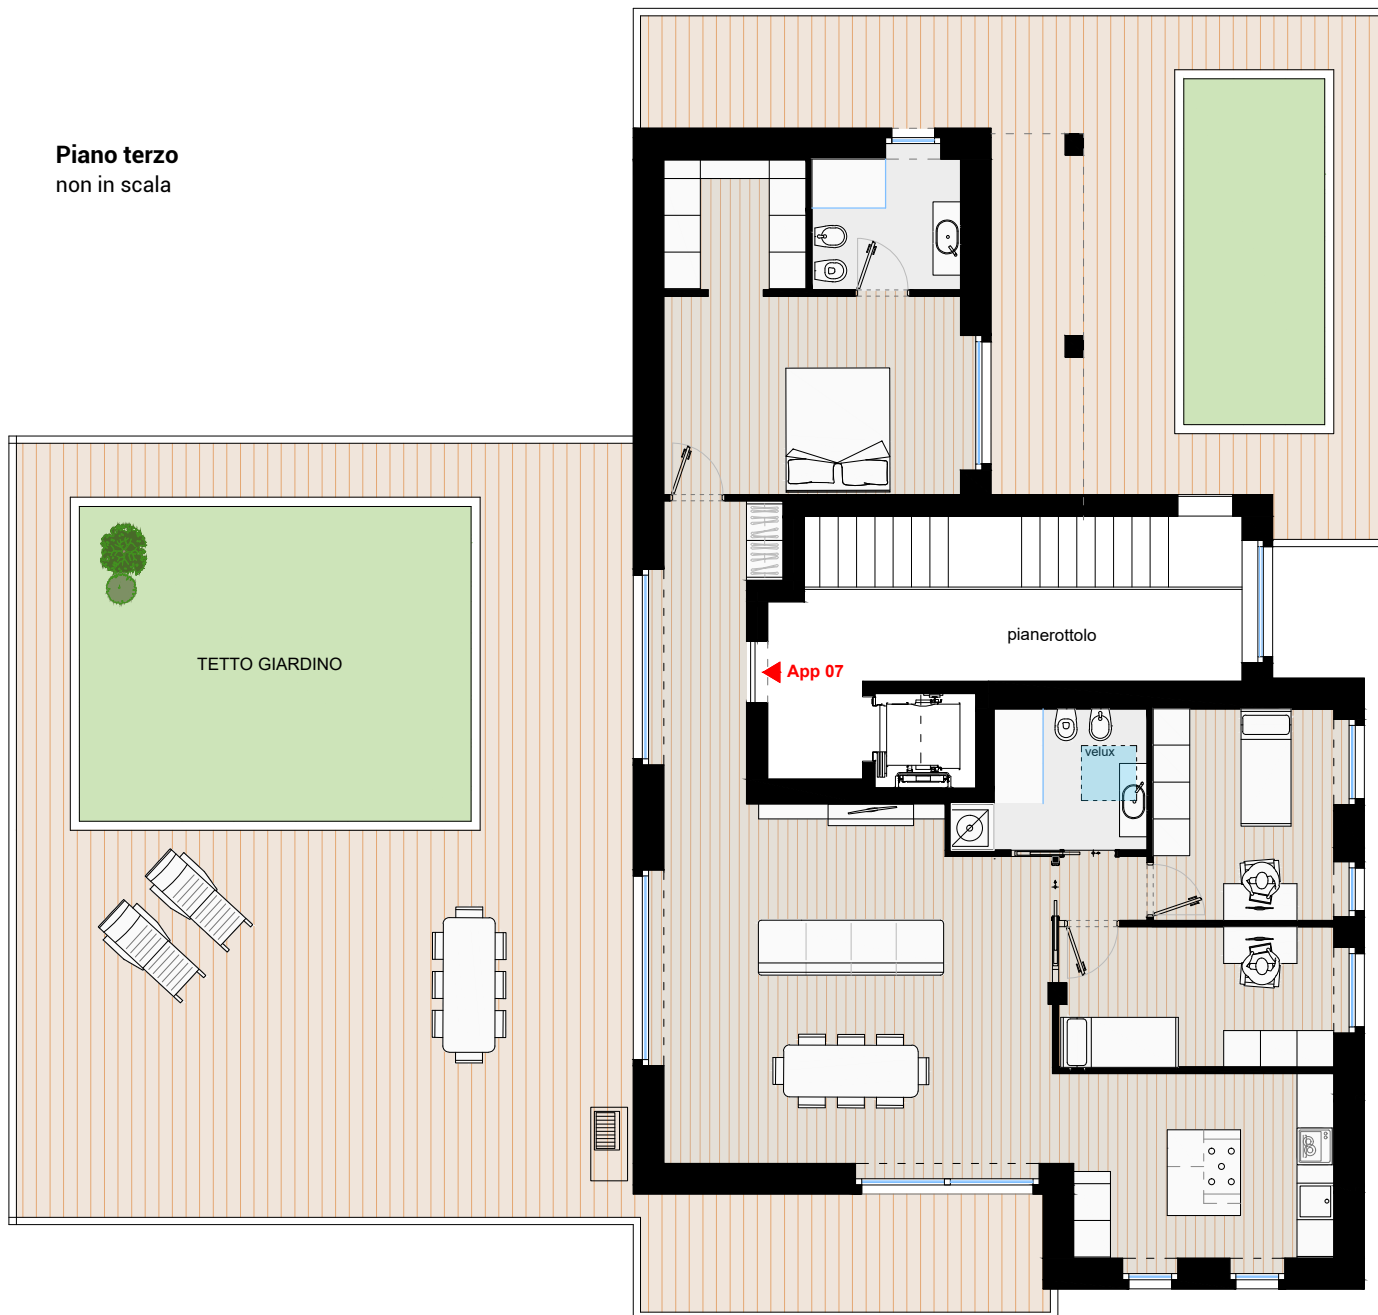 Piano terzo
non in scala
TETTO GIARDINO
pianerottolo
App 07
velux